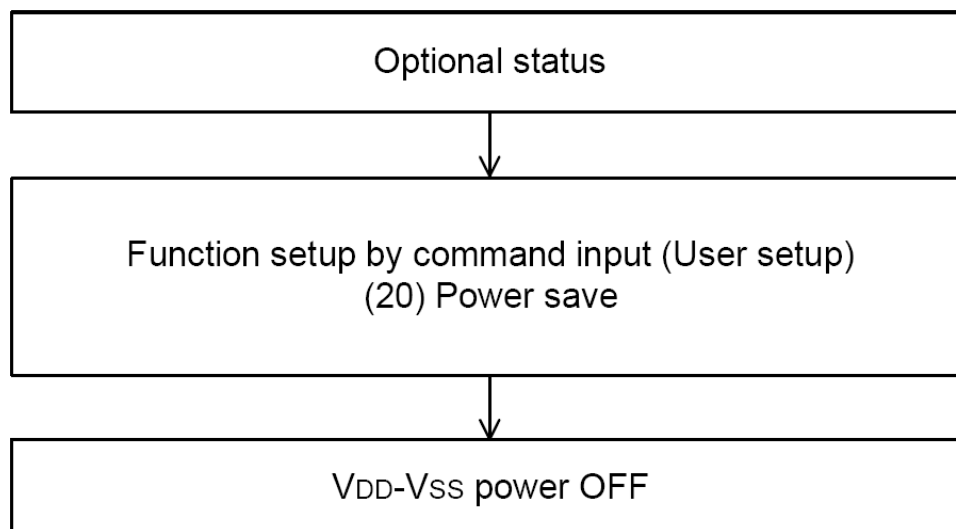 Optional status
Function setup by command input (User setup)
(20) Power save
VDD-VSS power OFF